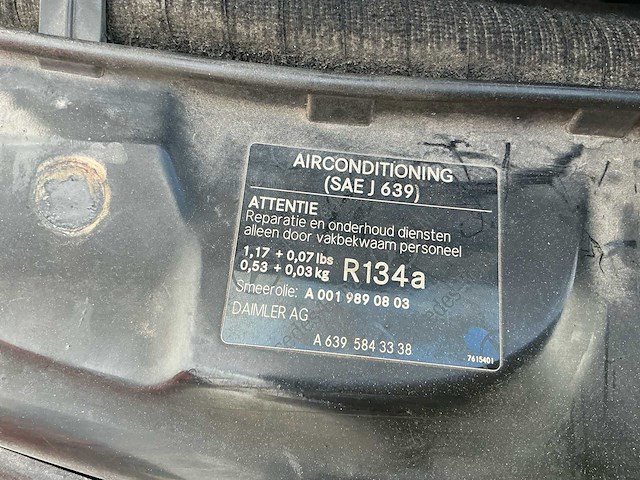 AIRCONDITIONING
(SAE J 639)
ATTENTIE
Reparatie en onderhoud diensten
alleen door vakbekwaam personeel
1,17 + 0,07 lbs
0,53 + 0,03 kg R134a
Smeerolie: A 001 989 08 03
DAIMLER AG
A 639 584 33 38
7615401